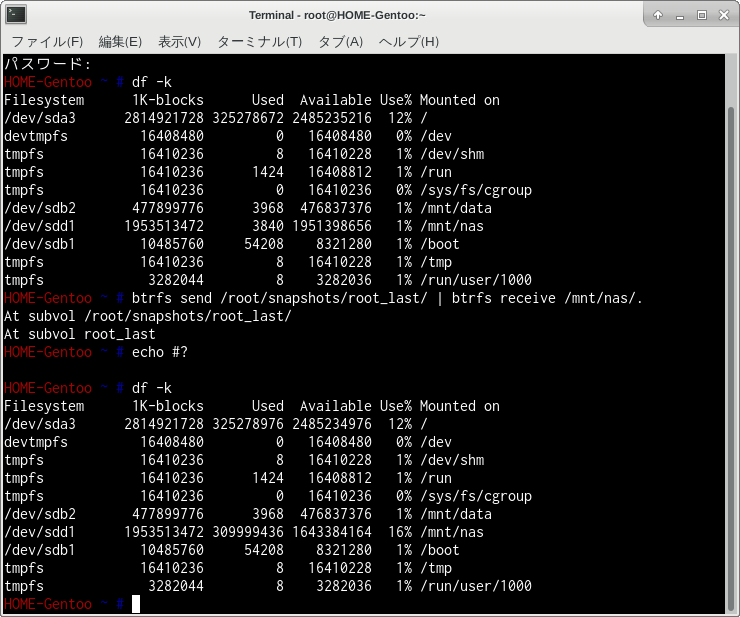 Terminal - root@HOME-Gentoo:~
ファイル(F) 編集(E) 表示(V) ターミナル(T) タブ(A) ヘルプ(H)
パスワード:
HOME-Gentoo ~ # df -k
Filesystem      1K-blocks      Used  Available Use% Mounted on
/dev/sda3      2814921728 325278672 2485235216  12% /
devtmpfs         16408480         0   16408480   0% /dev
tmpfs            16410236         8   16410228   1% /dev/shm
tmpfs            16410236      1424   16408812   1% /run
tmpfs            16410236         0   16410236   0% /sys/fs/cgroup
/dev/sdb2       477899776      3968  476837376   1% /mnt/data
/dev/sdd1      1953513472      3840 1951398656   1% /mnt/nas
/dev/sdb1        10485760     54208    8321280   1% /boot
tmpfs            16410236         8   16410228   1% /tmp
tmpfs             3282044         8    3282036   1% /run/user/1000
HOME-Gentoo ~ # btrfs send /root/snapshots/root_last/ | btrfs receive /mnt/nas/.
At subvol /root/snapshots/root_last/
At subvol root_last
HOME-Gentoo ~ # echo #?
HOME-Gentoo ~ # df -k
Filesystem      1K-blocks      Used  Available Use% Mounted on
/dev/sda3      2814921728 325278976 2485234976  12% /
devtmpfs         16408480         0   16408480   0% /dev
tmpfs            16410236         8   16410228   1% /dev/shm
tmpfs            16410236      1424   16408812   1% /run
tmpfs            16410236         0   16410236   0% /sys/fs/cgroup
/dev/sdb2       477899776      3968  476837376   1% /mnt/data
/dev/sdd1      1953513472 309999436 1643384164  16% /mnt/nas
/dev/sdb1        10485760     54208    8321280   1% /boot
tmpfs            16410236         8   16410228   1% /tmp
tmpfs             3282044         8    3282036   1% /run/user/1000
HOME-Gentoo ~ #